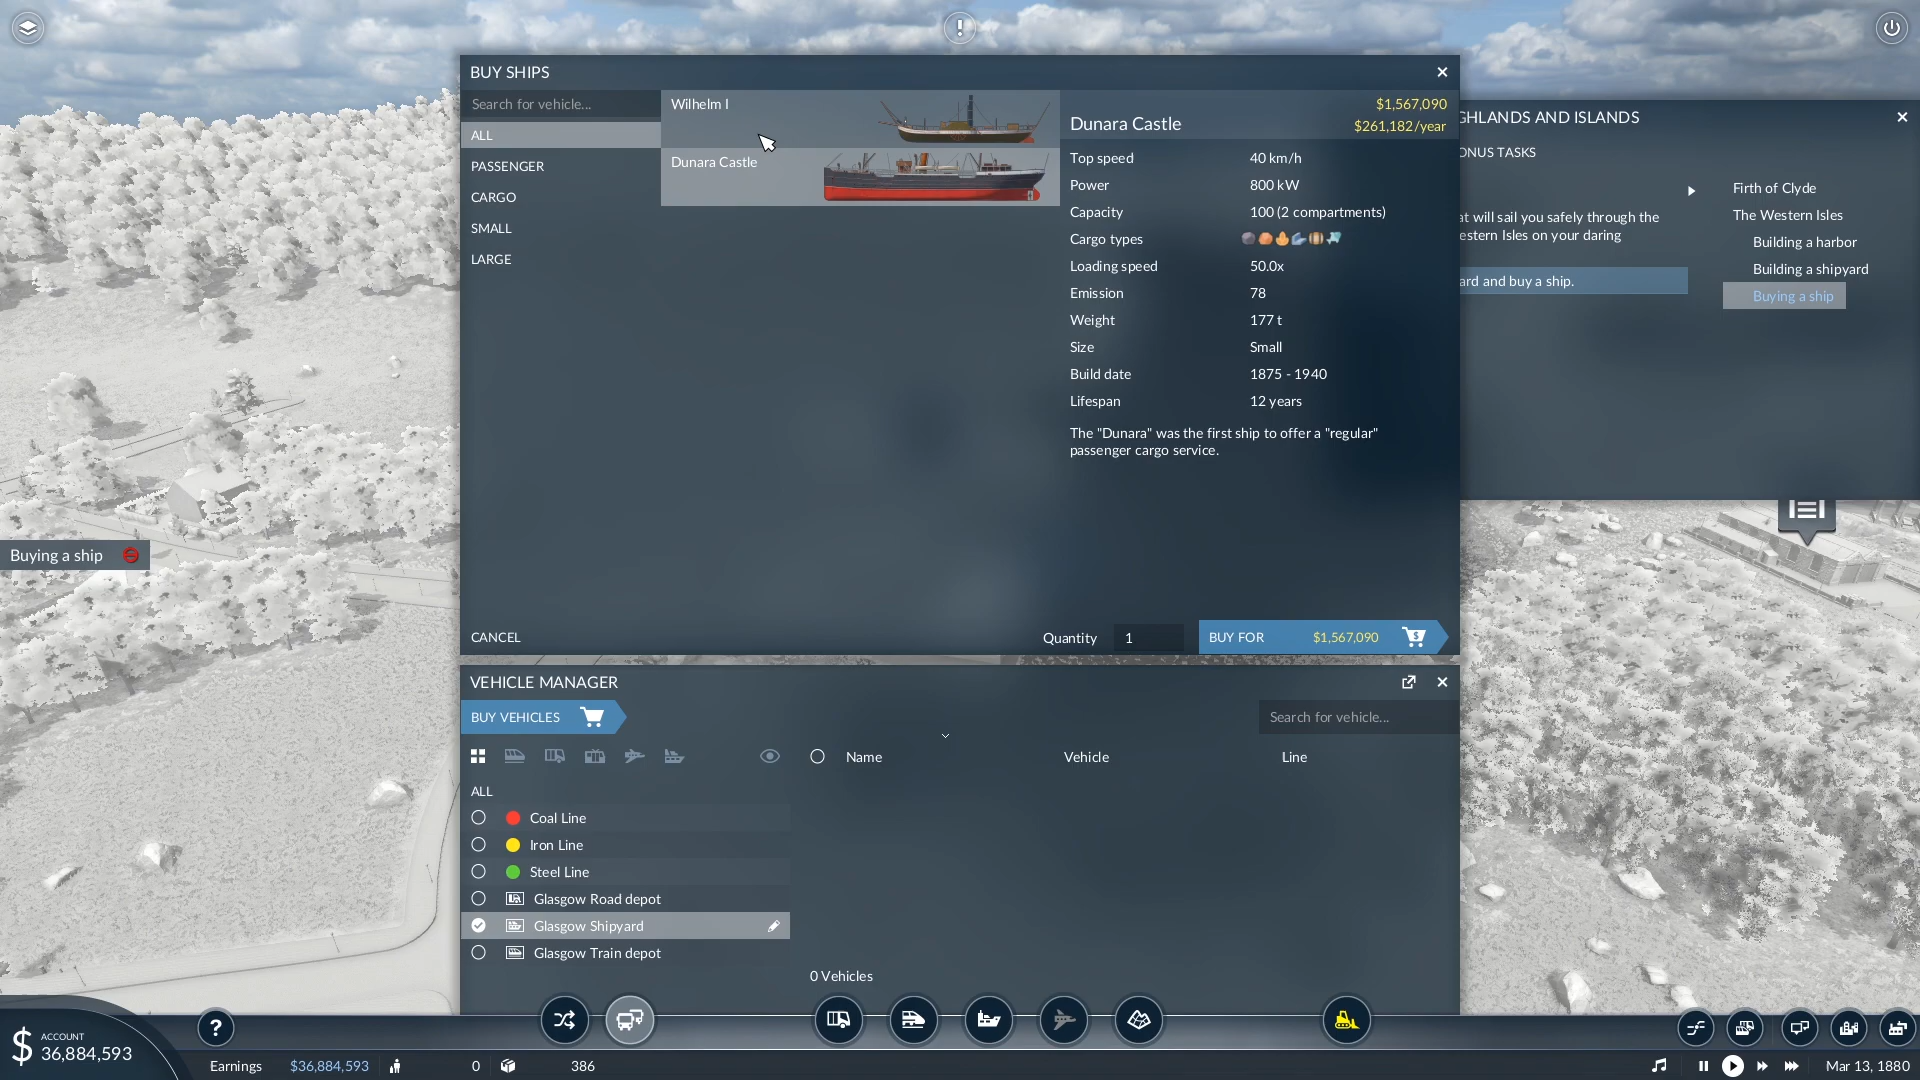 BUY SHIPS
Search for vehicle...
ALL
PASSENGER
CARGO
SMALL
LARGE
Wilhelm I
Dunara Castle
$1,567,090
Dunara Castle
$261,182/year
Top speed 40 km/h
Power 800 kW
Capacity 100 (2 compartments)
Cargo types
Loading speed 50.0x
Emission 78
Weight 177 t
Size Small
Build date 1875 - 1940
Lifespan 12 years
The "Dunara" was the first ship to offer a "regular"
passenger cargo service.
CANCEL
Quantity 1
BUY FOR $1,567,090
GHLANDS AND ISLANDS
ONUS TASKS
at will sail you safely through the
estern Isles on your daring
ard and buy a ship.
Firth of Clyde
The Western Isles
Building a harbor
Building a shipyard
Buying a ship
Buying a ship
VEHICLE MANAGER
BUY VEHICLES
Search for vehicle...
Name Vehicle Line
ALL
Coal Line
Iron Line
Steel Line
Glasgow Road depot
Glasgow Shipyard
Glasgow Train depot
0 Vehicles
?
$ ACCOUNT
36,884,593
Earnings $36,884,593 0 386
Mar 13, 1880